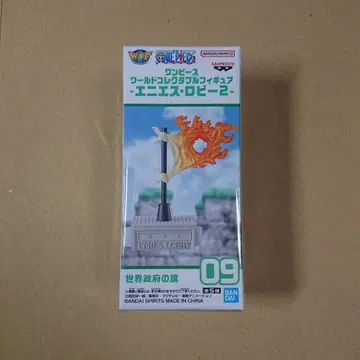 WCF ONE PIECE BANDAI NAMCO
BANPRESTO
ワンピース
ワールドコレクタブルフィギュア
-エニエス・ロビー2-
ENIES LOBBY
世界政府の旗
09
全5種
BANDAI
BANDAI SPIRITS MADE IN CHINA